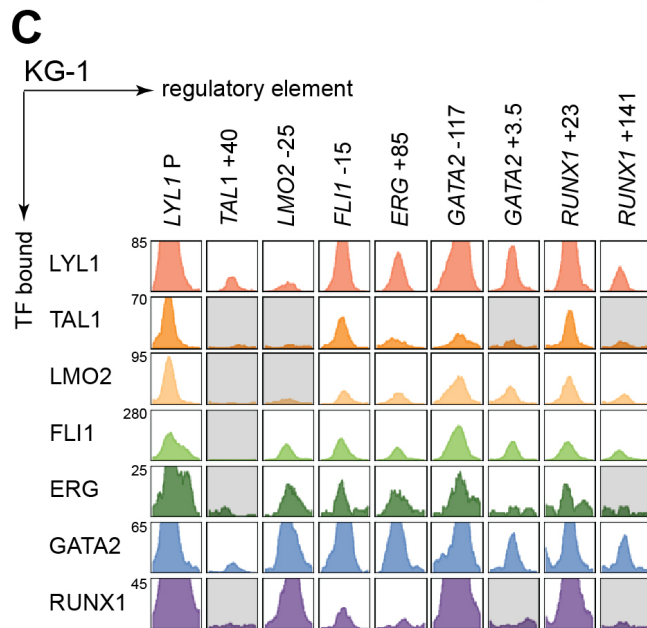 C
KG-1
regulatory element
TF bound
LYL1 P
TAL1 +40
LMO2 -25
FLI1 -15
ERG +85
GATA2 -117
GATA2 +3.5
RUNX1 +23
RUNX1 +141
LYL1 85
TAL1 70
LMO2 95
FLI1 280
ERG 25
GATA2 65
RUNX1 45